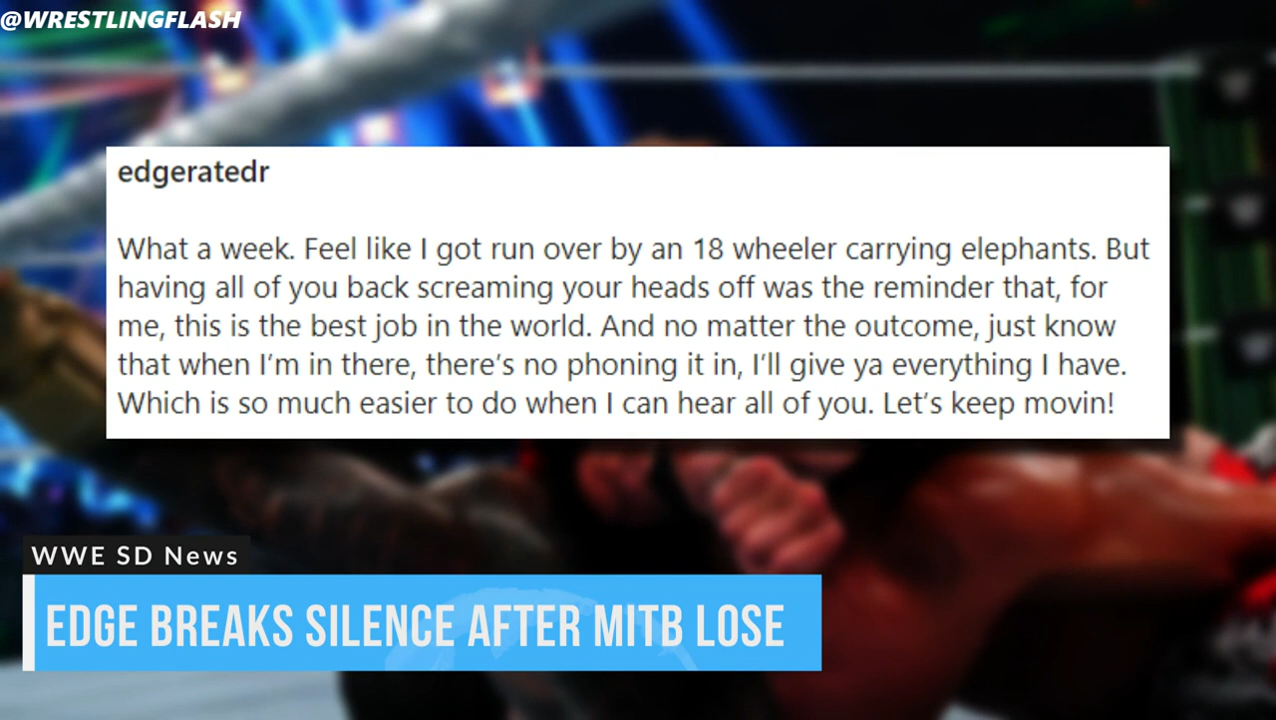 @WRESTLINGFLASH
edgeratedr
What a week. Feel like I got run over by an 18 wheeler carrying elephants. But
having all of you back screaming your heads off was the reminder that, for
me, this is the best job in the world. And no matter the outcome, just know
that when I’m in there, there’s no phoning it in, I’ll give ya everything I have.
Which is so much easier to do when I can hear all of you. Let’s keep movin!
WWE SD News
EDGE BREAKS SILENCE AFTER MITB LOSE